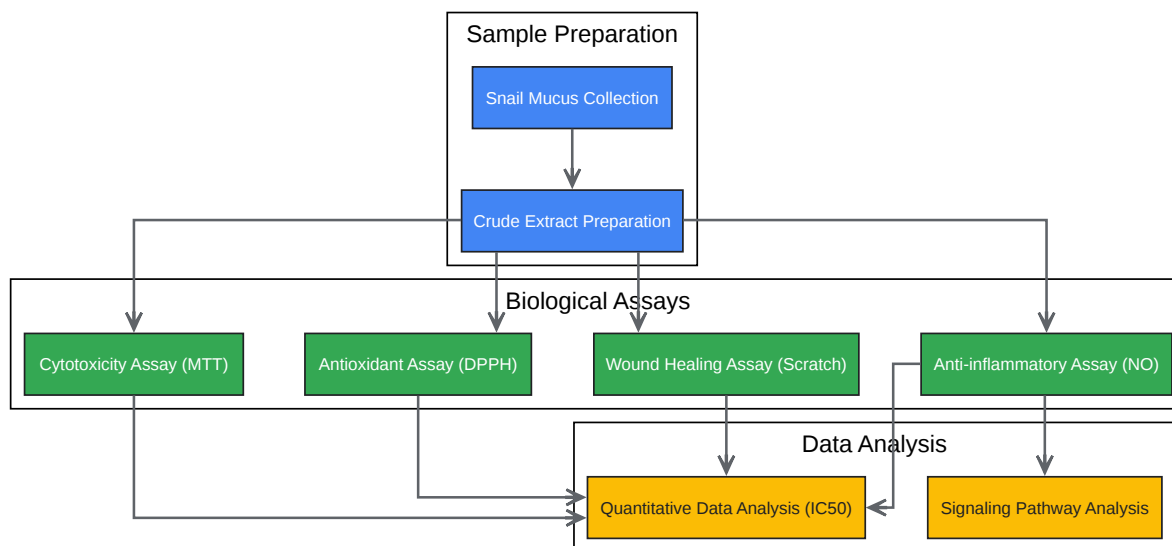 Sample Preparation
Snail Mucus Collection
Crude Extract Preparation
Biological Assays
Cytotoxicity Assay (MTT)
Antioxidant Assay (DPPH)
Wound Healing Assay (Scratch)
Anti-inflammatory Assay (NO)
Data Analysis
Quantitative Data Analysis (IC50)
Signaling Pathway Analysis